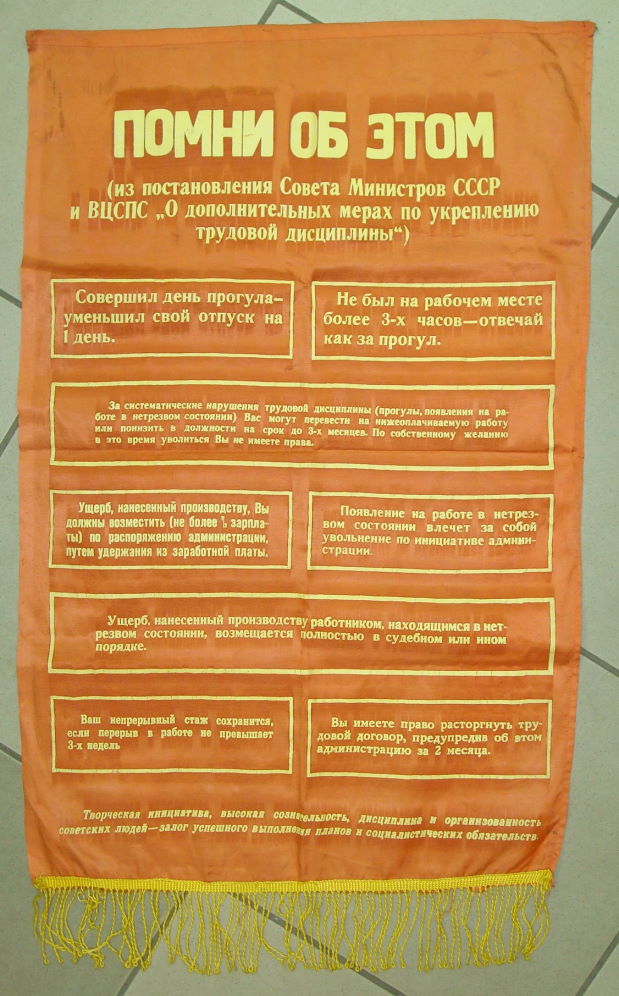 ПОМНИ ОБ ЭТОМ
(из постановления Совета Министров СССР
и ВЦСПС „О дополнительных мерах по укреплению
трудовой дисциплины“)
Совершил день прогула—
уменьшил свой отпуск на
1 день.
Не был на рабочем месте
более 3-х часов—отвечай
как за прогул.
За систематические нарушения трудовой дисциплины (прогулы, появления на ра-
боте в нетрезвом состоянии) Вас могут перевести на нижеоплачиваемую работу
или понизить в должности на срок до 3-х месяцев. По собственному желанию
в это время уволиться Вы не имеете права.
Ущерб, нанесенный производству, Вы
должны возместить (не более ⅓ зарпла-
ты) по распоряжению администрации,
путем удержания из заработной платы.
Появление на работе в нетрез-
вом состоянии влечет за собой
увольнение по инициативе админи-
страции.
Ущерб, нанесенный производству работником, находящимся в нет-
резвом состоянии, возмещается полностью в судебном или ином
порядке.
Ваш непрерывный стаж сохранится,
если перерыв в работе не превышает
3-х недель
Вы имеете право расторгнуть тру-
довой договор, предупредив об этом
администрацию за 2 месяца.
Творческая инициатива, высокая сознательность, дисциплина и организованность
советских людей—залог успешного выполнения планов и социалистических обязательств.